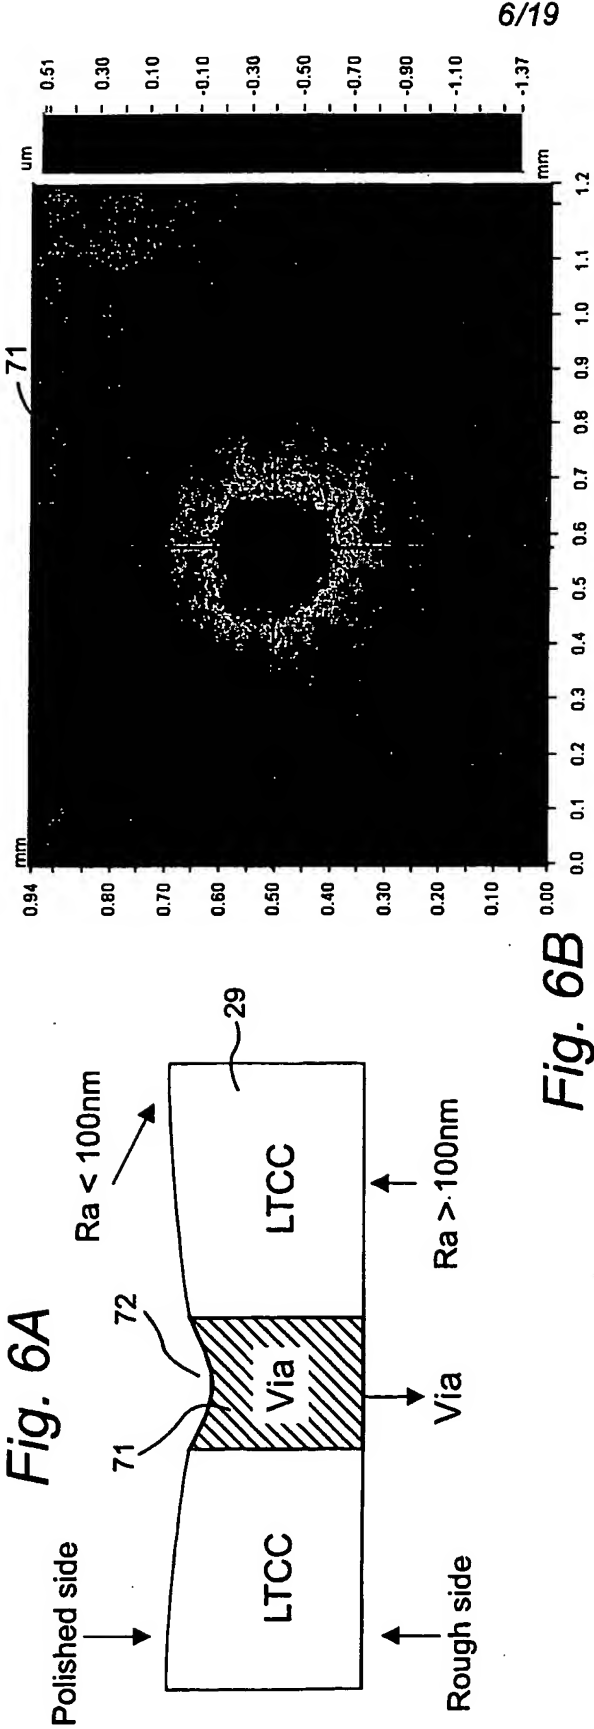 6/19
Fig. 6A
Polished side
71
72
Ra < 100nm
29
LTCC
Via
LTCC
Rough side
Via
Ra > 100nm
Fig. 6B
71
mm
0.94
0.80
0.70
0.60
0.50
0.40
0.30
0.20
0.10
0.00
0.0
0.1
0.2
0.3
0.4
0.5
0.6
0.7
0.8
0.9
1.0
1.1
1.2
mm
um
0.51
0.30
0.10
-0.10
-0.30
-0.60
-0.70
-0.90
-1.10
-1.37